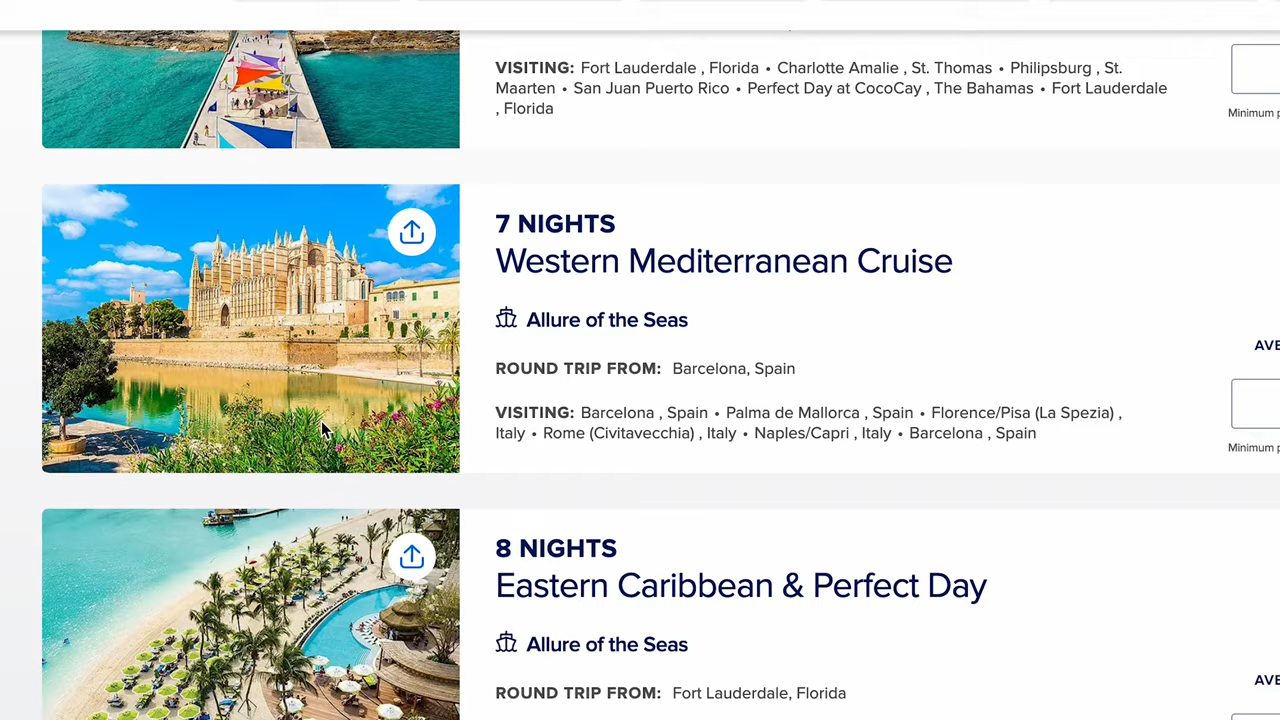 VISITING: Fort Lauderdale , Florida • Charlotte Amalie , St. Thomas • Philipsburg , St.
Maarten • San Juan Puerto Rico • Perfect Day at CocoCay , The Bahamas • Fort Lauderdale
, Florida
Minimum
7 NIGHTS
Western Mediterranean Cruise
Allure of the Seas
ROUND TRIP FROM: Barcelona, Spain
AVE
VISITING: Barcelona , Spain • Palma de Mallorca , Spain • Florence/Pisa (La Spezia) ,
Italy • Rome (Civitavecchia) , Italy • Naples/Capri , Italy • Barcelona , Spain
Minimum
8 NIGHTS
Eastern Caribbean & Perfect Day
Allure of the Seas
AVE
ROUND TRIP FROM: Fort Lauderdale, Florida